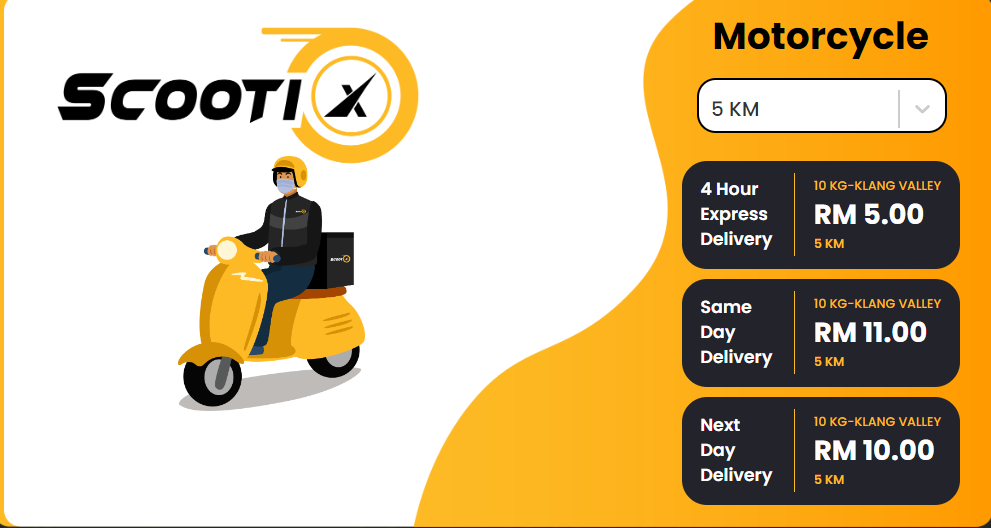 SCOOTI X
Motorcycle
5 KM
4 Hour
Express
Delivery
10 KG-KLANG VALLEY
RM 5.00
5 KM
Same
Day
Delivery
10 KG-KLANG VALLEY
RM 11.00
5 KM
Next
Day
Delivery
10 KG-KLANG VALLEY
RM 10.00
5 KM
SCOOTI